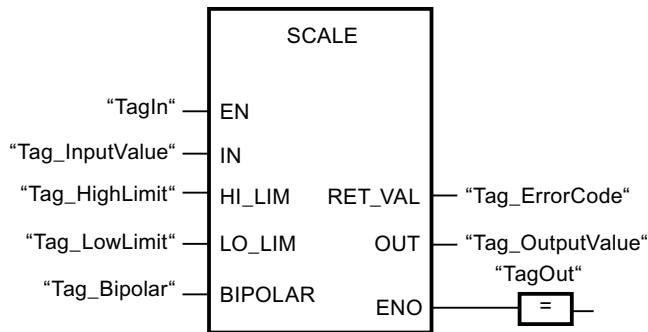 SCALE
“TagIn“ EN
“Tag_InputValue“ IN
“Tag_HighLimit“ HI_LIM RET_VAL “Tag_ErrorCode“
“Tag_LowLimit“ LO_LIM OUT “Tag_OutputValue“
“TagOut“
“Tag_Bipolar“ BIPOLAR
ENO =